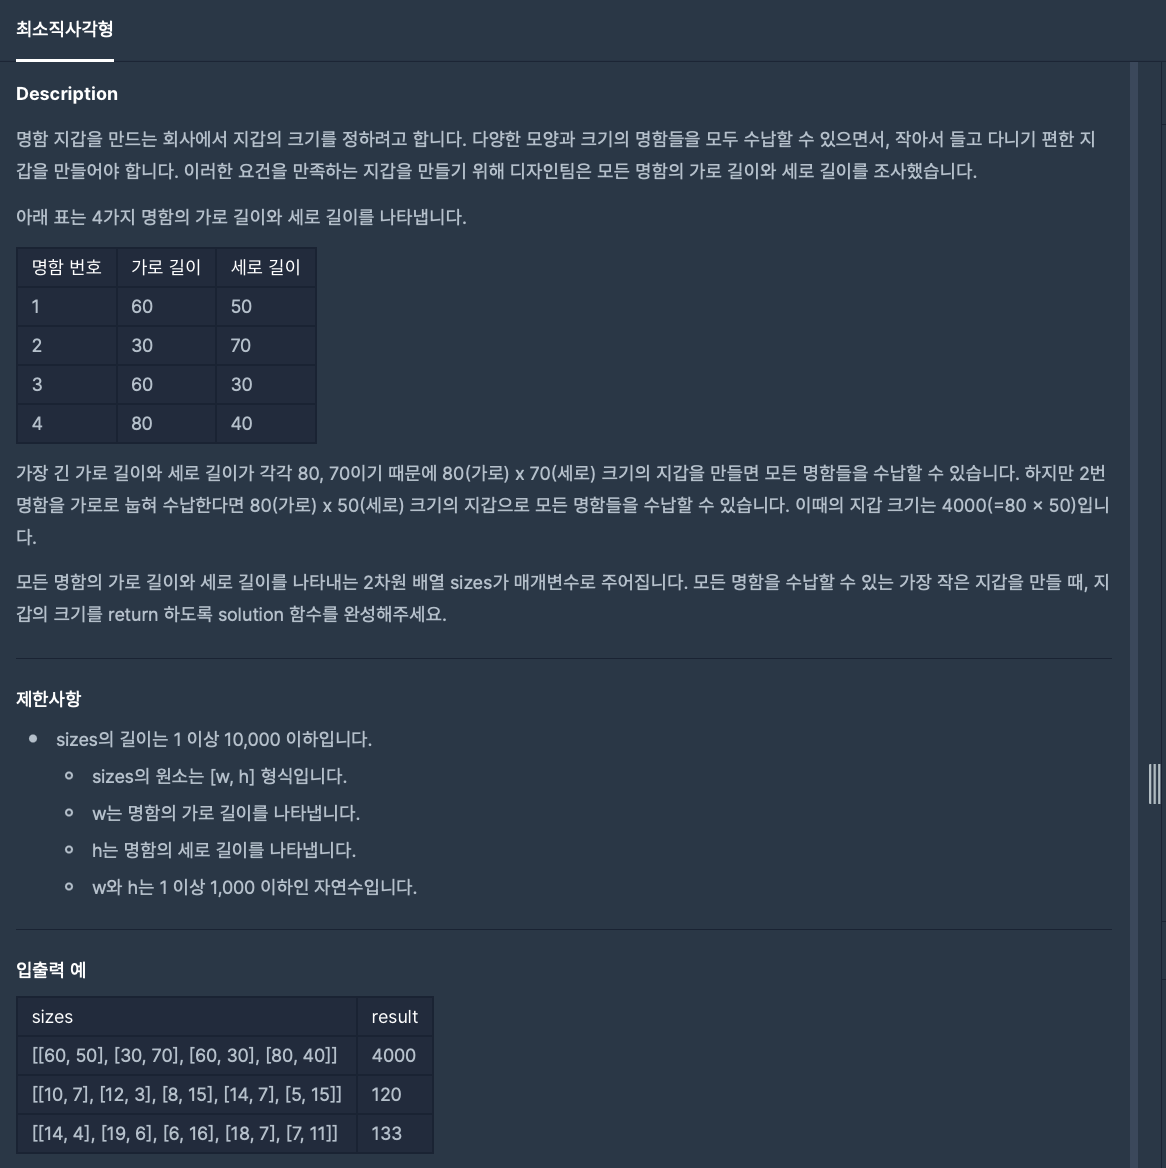 최소직사각형
Description
명함 지갑을 만드는 회사에서 지갑의 크기를 정하려고 합니다. 다양한 모양과 크기의 명함들을 모두 수납할 수 있으면서, 작아서 들고 다니기 편한 지
갑을 만들어야 합니다. 이러한 요건을 만족하는 지갑을 만들기 위해 디자인팀은 모든 명함의 가로 길이와 세로 길이를 조사했습니다.
아래 표는 4가지 명함의 가로 길이와 세로 길이를 나타냅니다.
명함 번호 가로 길이 세로 길이
1 60 50
2 30 70
3 60 30
4 80 40
가장 긴 가로 길이와 세로 길이가 각각 80, 70이기 때문에 80(가로) x 70(세로) 크기의 지갑을 만들면 모든 명함들을 수납할 수 있습니다. 하지만 2번
명함을 가로로 눕혀 수납한다면 80(가로) x 50(세로) 크기의 지갑으로 모든 명함들을 수납할 수 있습니다. 이때의 지갑 크기는 4000(=80 × 50)입니
다.
모든 명함의 가로 길이와 세로 길이를 나타내는 2차원 배열 sizes가 매개변수로 주어집니다. 모든 명함을 수납할 수 있는 가장 작은 지갑을 만들 때, 지
갑의 크기를 return 하도록 solution 함수를 완성해주세요.
제한사항
sizes의 길이는 1 이상 10,000 이하입니다.
sizes의 원소는 [w, h] 형식입니다.
w는 명함의 가로 길이를 나타냅니다.
h는 명함의 세로 길이를 나타냅니다.
w와 h는 1 이상 1,000 이하인 자연수입니다.
입출력 예
sizes result
[[60, 50], [30, 70], [60, 30], [80, 40]] 4000
[[10, 7], [12, 3], [8, 15], [14, 7], [5, 15]] 120
[[14, 4], [19, 6], [6, 16], [18, 7], [7, 11]] 133